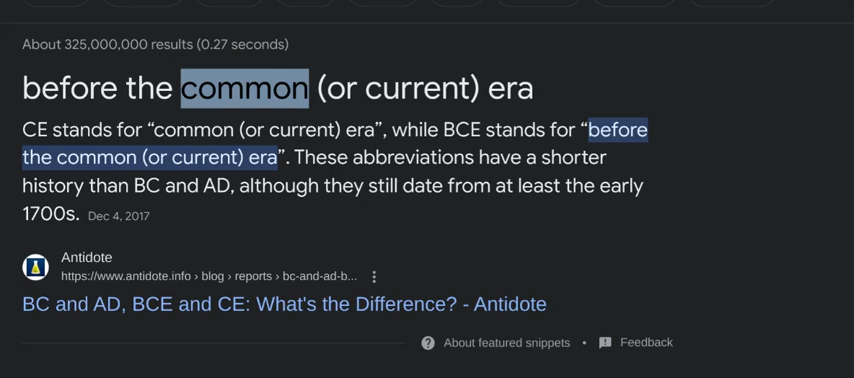 About 325,000,000 results (0.27 seconds)
before the common (or current) era
CE stands for “common (or current) era”, while BCE stands for “before
the common (or current) era”. These abbreviations have a shorter
history than BC and AD, although they still date from at least the early
1700s. Dec 4, 2017
Antidote
https://www.antidote.info › blog › reports › bc-and-ad-b...
BC and AD, BCE and CE: What's the Difference? - Antidote
About featured snippets • Feedback